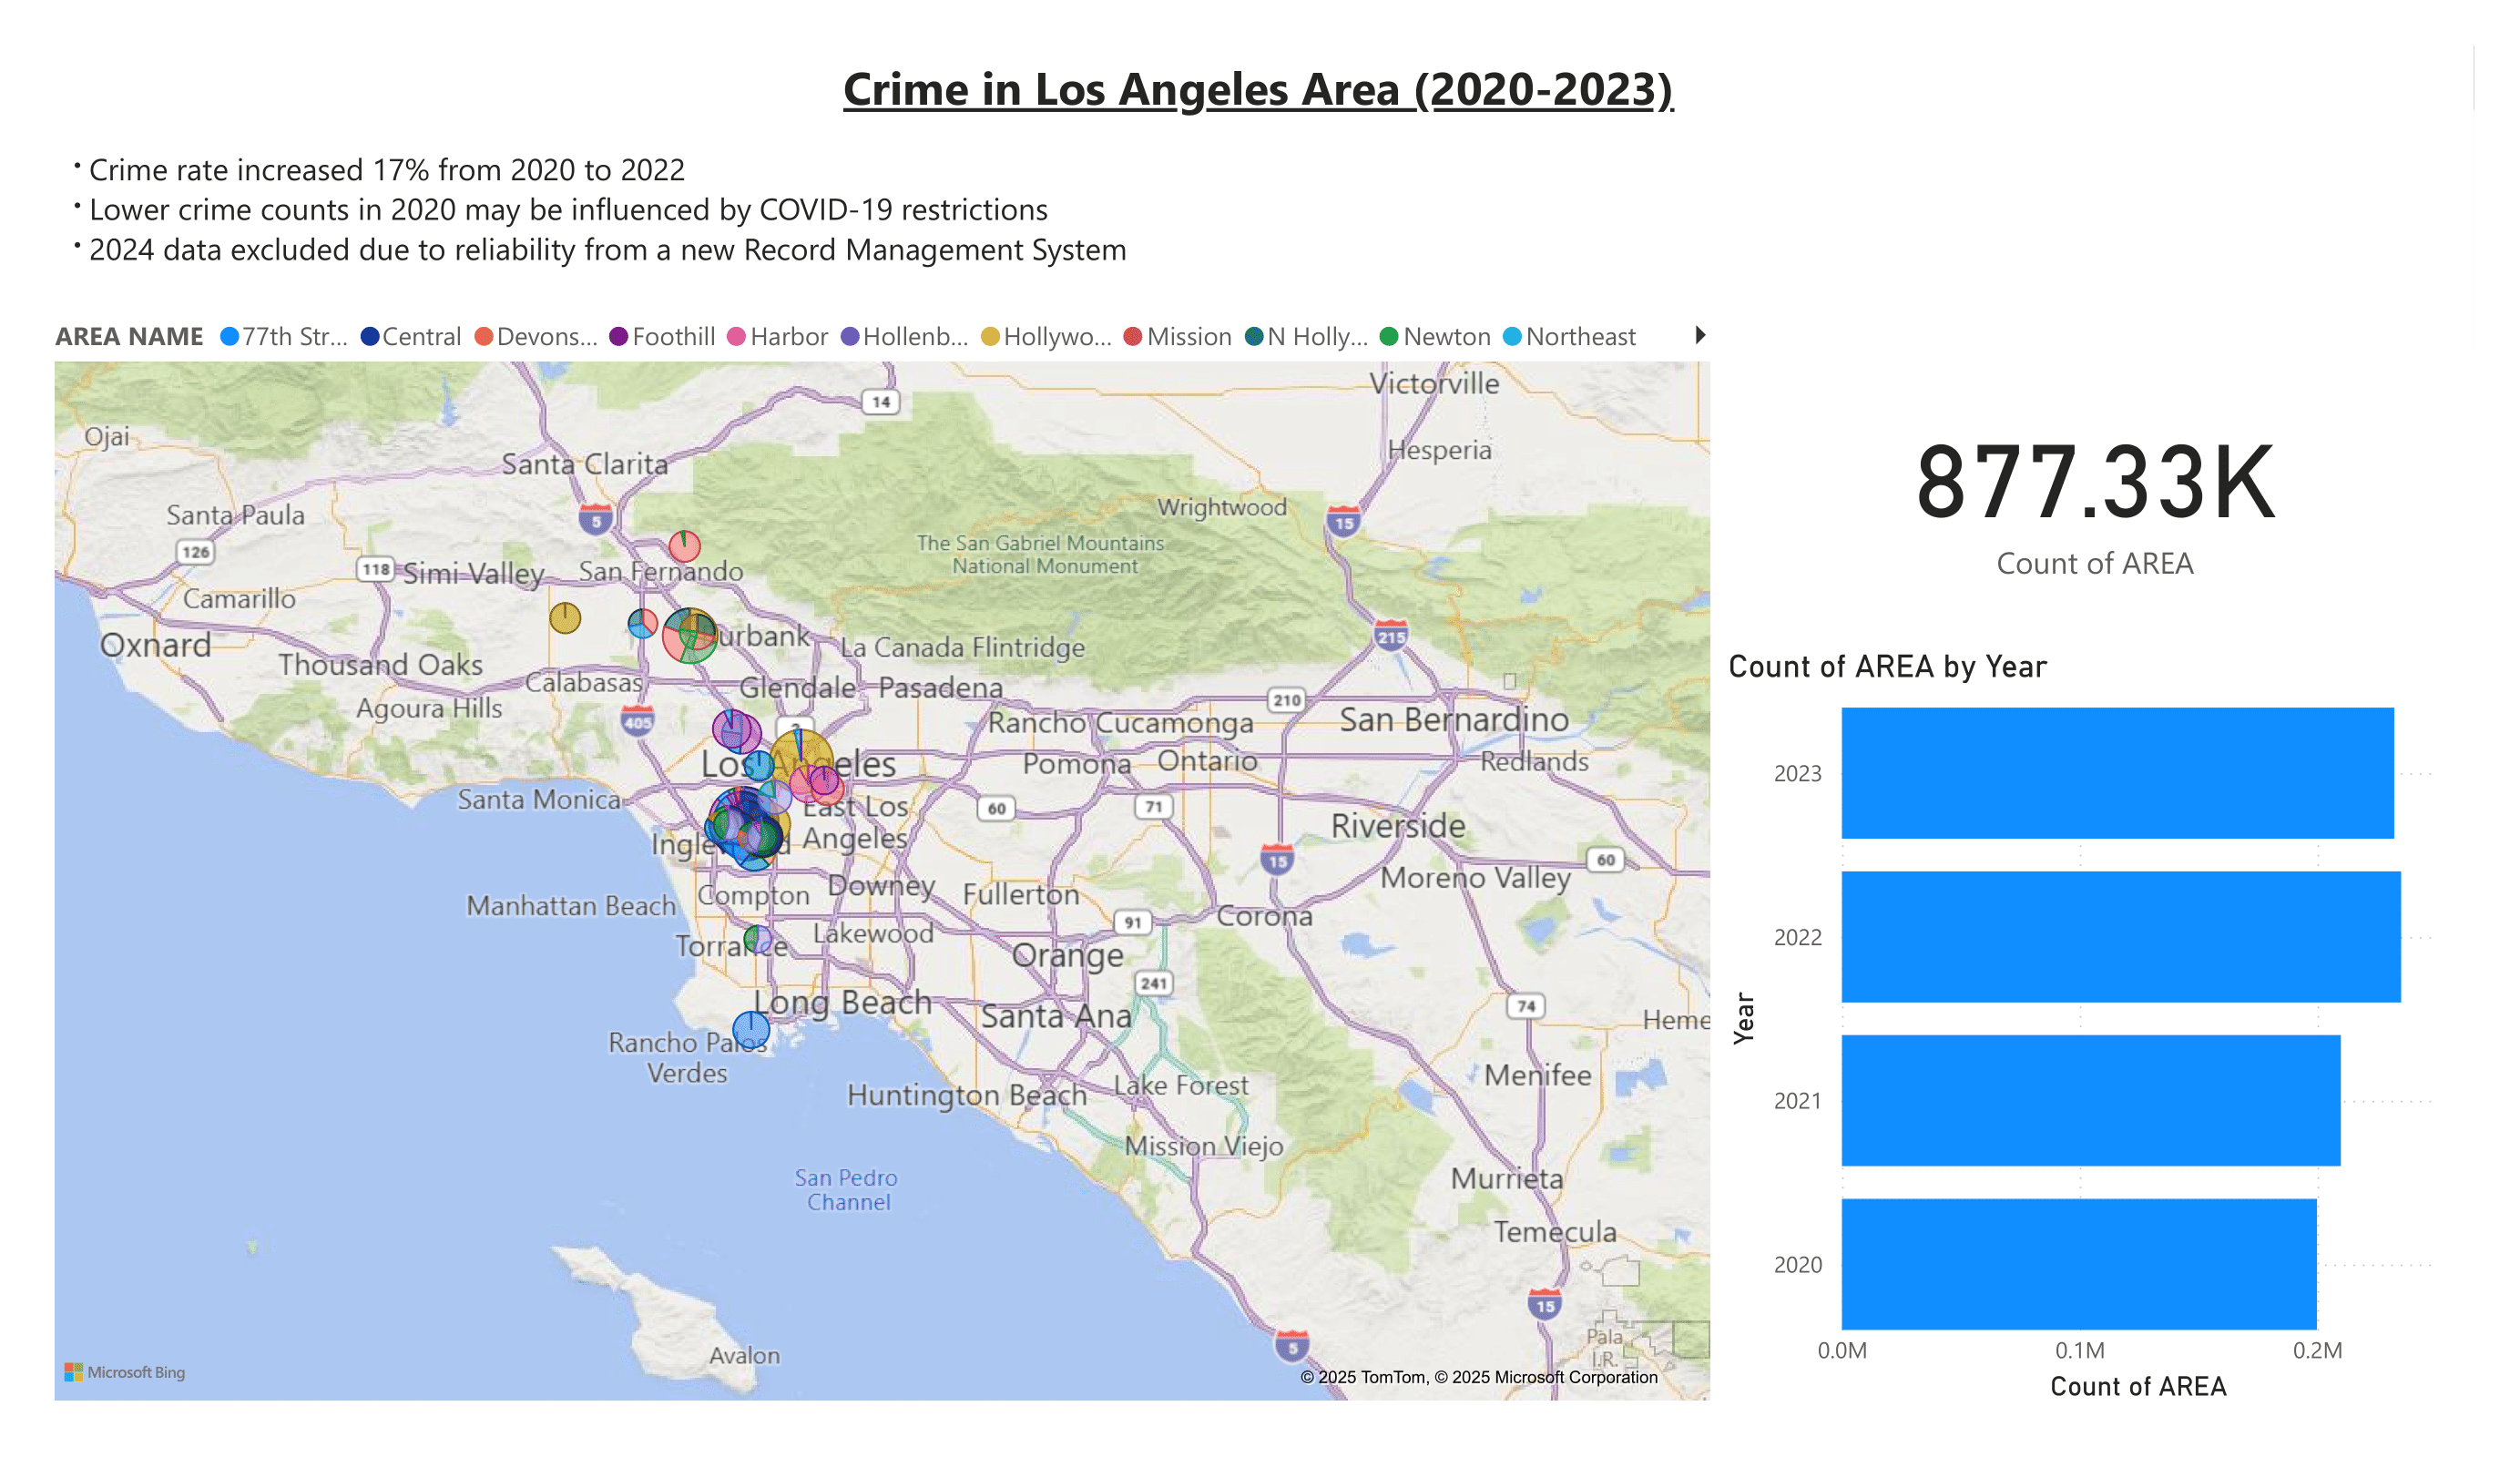 Crime in Los Angeles Area (2020-2023)
• Crime rate increased 17% from 2020 to 2022
• Lower crime counts in 2020 may be influenced by COVID-19 restrictions
• 2024 data excluded due to reliability from a new Record Management System
AREA NAME 77th Str... Central Devons... Foothill Harbor Hollenb... Hollywo... Mission N Holly... Newton Northeast
Victorville
14
Ojai
Hesperia
Santa Clarita
Wrightwood
Santa Paula
5
15
126
The San Gabriel Mountains
National Monument
118
Simi Valley
San Fernando
Camarillo
215
urbank
Oxnard
La Canada Flintridge
Thousand Oaks
Calabasas
Glendale
Pasadena
210
Agoura Hills
405
Rancho Cucamonga
San Bernardino
Los Angeles
Pomona
Ontario
Redlands
Santa Monica
60
71
East Los
Angeles
Riverside
15
60
Downey
Fullerton
Moreno Valley
Compton
Manhattan Beach
91
Corona
Torrance
Lakewood
Orange
241
Long Beach
74
Santa Ana
Heme
Rancho Palos
Verdes
Menifee
Huntington Beach
Lake Forest
Mission Viejo
San Pedro
Channel
Murrieta
Temecula
15
Pala
I.R.
5
Avalon
Microsoft Bing
© 2025 TomTom, © 2025 Microsoft Corporation
877.33K
Count of AREA
Count of AREA by Year
Year
2023
2022
2021
2020
0.0M 0.1M 0.2M
Count of AREA